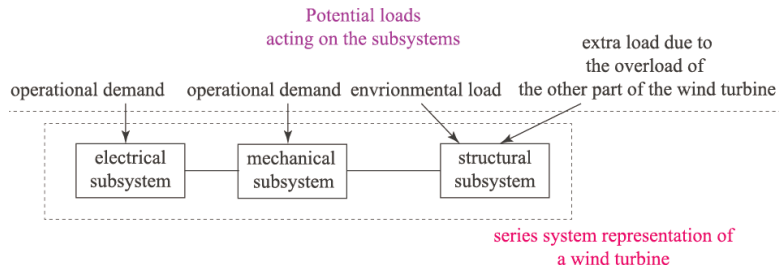 Potential loads
acting on the subsystems
extra load due to
the overload of
the other part of the wind turbine
operational demand
operational demand
envrionmental load
electrical
subsystem
mechanical
subsystem
structural
subsystem
series system representation of
a wind turbine